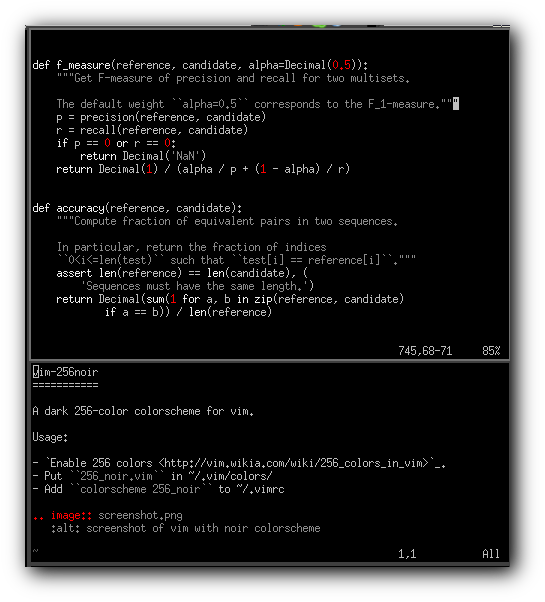 def f_measure(reference, candidate, alpha=Decimal(0.5)):
    """Get F-measure of precision and recall for two multisets.

    The default weight ``alpha=0.5`` corresponds to the F_1-measure."""
    p = precision(reference, candidate)
    r = recall(reference, candidate)
    if p == 0 or r == 0:
        return Decimal('NaN')
    return Decimal(1) / (alpha / p + (1 - alpha) / r)

def accuracy(reference, candidate):
    """Compute fraction of equivalent pairs in two sequences.

    In particular, return the fraction of indices
    ``0<i<=len(test)`` such that ``test[i] == reference[i]``."""
    assert len(reference) == len(candidate), (
        'Sequences must have the same length.')
    return Decimal(sum(1 for a, b in zip(reference, candidate)
            if a == b)) / len(reference)
745,68-71 85%
vim-256noir
===========

A dark 256-color colorscheme for vim.

Usage:

- `Enable 256 colors <http://vim.wikia.com/wiki/256_colors_in_vim>`_.
- Put ``256_noir.vim`` in ~/.vim/colors/
- Add ``colorscheme 256_noir`` to ~/.vimrc

.. image:: screenshot.png
   :alt: screenshot of vim with noir colorscheme
~
1,1 All